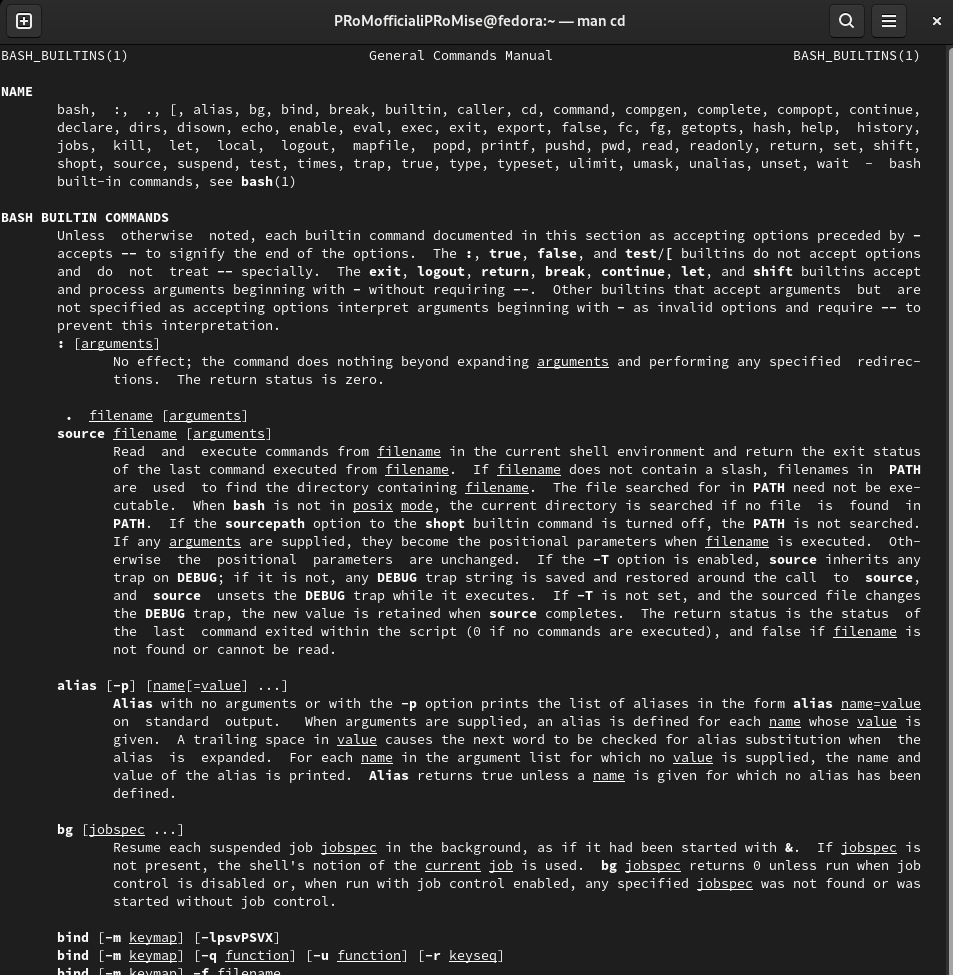 PRoMofficialiPRoMise@fedora:~ — man cd
BASH_BUILTINS(1) General Commands Manual BASH_BUILTINS(1)
NAME
bash, :, ., [, alias, bg, bind, break, builtin, caller, cd, command, compgen, complete, compopt, continue,
declare, dirs, disown, echo, enable, eval, exec, exit, export, false, fc, fg, getopts, hash, help, history,
jobs, kill, let, local, logout, mapfile, popd, printf, pushd, pwd, read, readonly, return, set, shift,
shopt, source, suspend, test, times, trap, true, type, typeset, ulimit, umask, unalias, unset, wait - bash
built-in commands, see bash(1)
BASH BUILTIN COMMANDS
Unless otherwise noted, each builtin command documented in this section as accepting options preceded by -
accepts -- to signify the end of the options. The :, true, false, and test/[ builtins do not accept options
and do not treat -- specially. The exit, logout, return, break, continue, let, and shift builtins accept
and process arguments beginning with - without requiring --. Other builtins that accept arguments but are
not specified as accepting options interpret arguments beginning with - as invalid options and require -- to
prevent this interpretation.
: [arguments]
No effect; the command does nothing beyond expanding arguments and performing any specified redirec-
tions. The return status is zero.
. filename [arguments]
source filename [arguments]
Read and execute commands from filename in the current shell environment and return the exit status
of the last command executed from filename. If filename does not contain a slash, filenames in PATH
are used to find the directory containing filename. The file searched for in PATH need not be exe-
cutable. When bash is not in posix mode, the current directory is searched if no file is found in
PATH. If the sourcepath option to the shopt builtin command is turned off, the PATH is not searched.
If any arguments are supplied, they become the positional parameters when filename is executed. Oth-
erwise the positional parameters are unchanged. If the -T option is enabled, source inherits any
trap on DEBUG; if it is not, any DEBUG trap string is saved and restored around the call to source,
and source unsets the DEBUG trap while it executes. If -T is not set, and the sourced file changes
the DEBUG trap, the new value is retained when source completes. The return status is the status of
the last command exited within the script (0 if no commands are executed), and false if filename is
not found or cannot be read.
alias [-p] [name[=value] ...]
Alias with no arguments or with the -p option prints the list of aliases in the form alias name=value
on standard output. When arguments are supplied, an alias is defined for each name whose value is
given. A trailing space in value causes the next word to be checked for alias substitution when the
alias is expanded. For each name in the argument list for which no value is supplied, the name and
value of the alias is printed. Alias returns true unless a name is given for which no alias has been
defined.
bg [jobspec ...]
Resume each suspended job jobspec in the background, as if it had been started with &. If jobspec is
not present, the shell's notion of the current job is used. bg jobspec returns 0 unless run when job
control is disabled or, when run with job control enabled, any specified jobspec was not found or was
started without job control.
bind [-m keymap] [-lpsvPSVX]
bind [-m keymap] [-q function] [-u function] [-r keyseq]
bind [-m keymap] -f filename